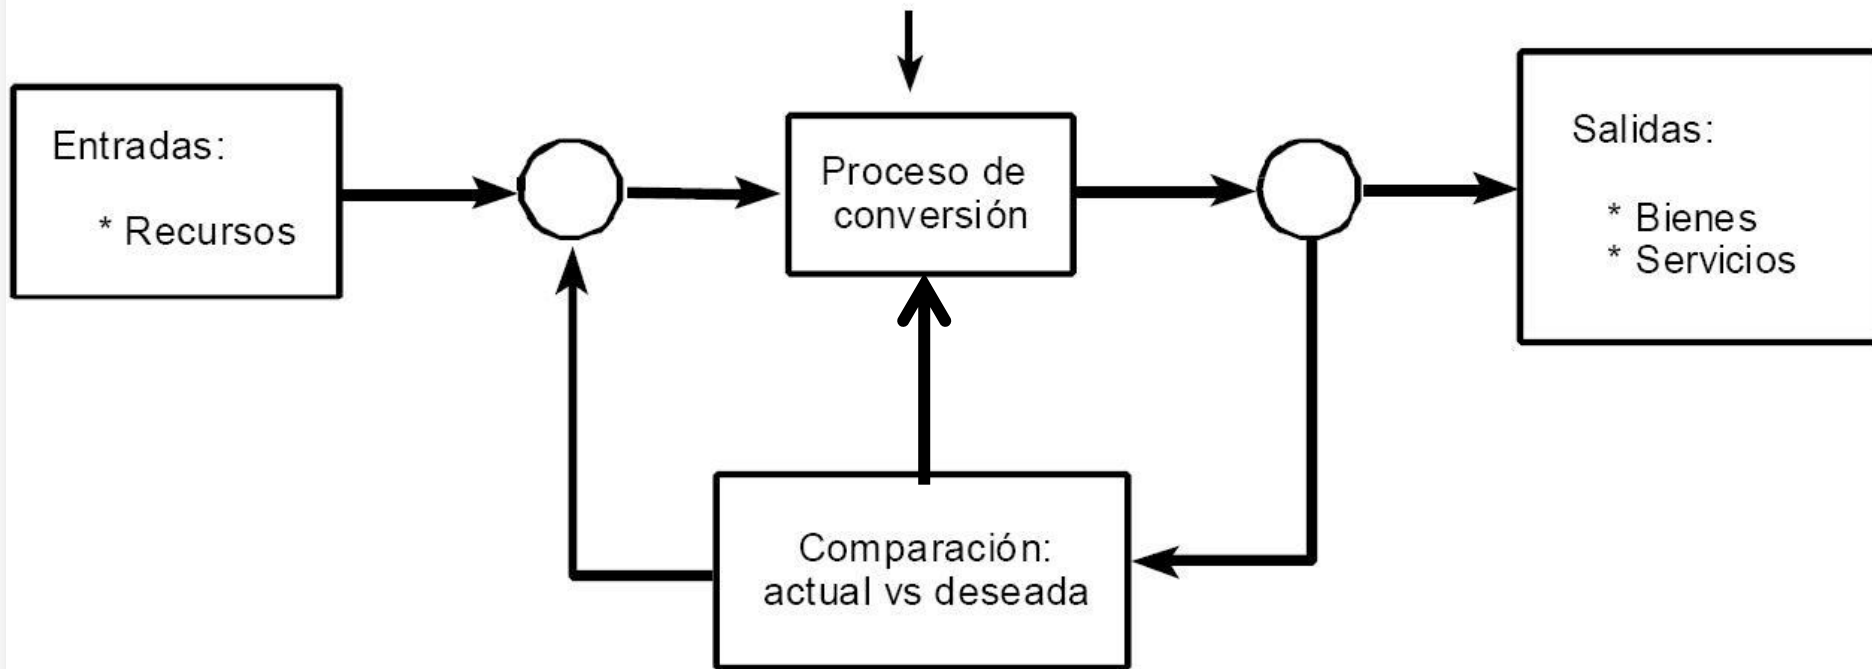 Entradas:
* Recursos
Proceso de
conversión
Salidas:
* Bienes
* Servicios
Comparación:
actual vs deseada